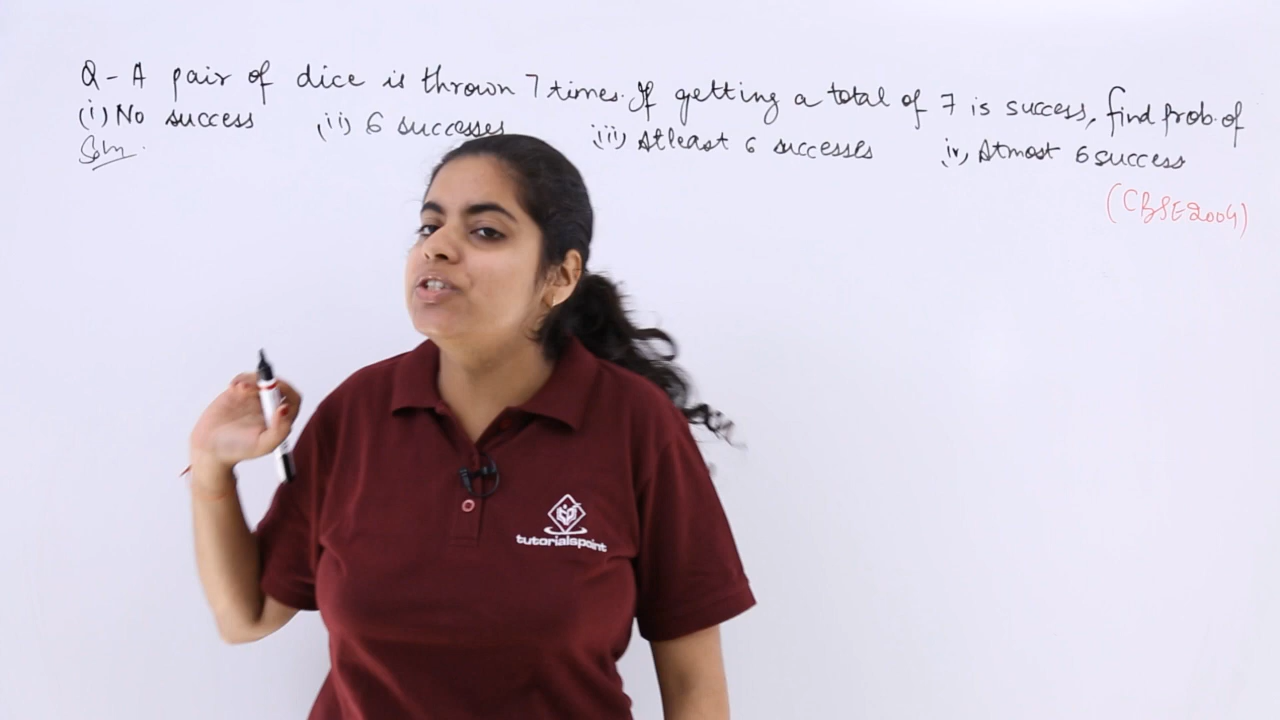 Q - A pair of dice is thrown 7 times. If getting a total of 7 is success, find prob. of
(i) No success (ii) 6 successes (iii) Atleast 6 successes (iv) Atmost 6 success
Soln.
(CBSE 2004)
tutorialspoint